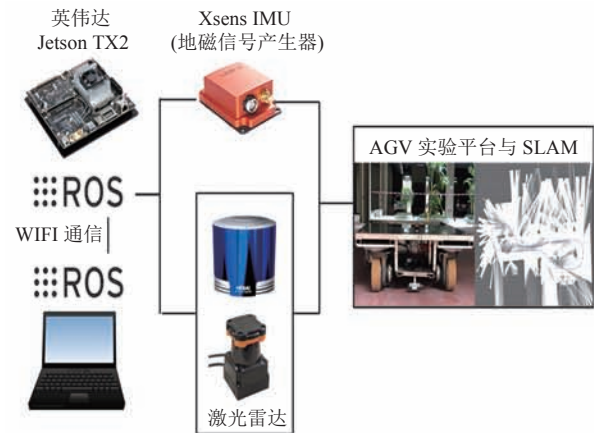 英伟达
Jetson TX2
Xsens IMU
(地磁信号产生器)
AGV 实验平台与 SLAM
ROS
WIFI 通信
ROS
激光雷达